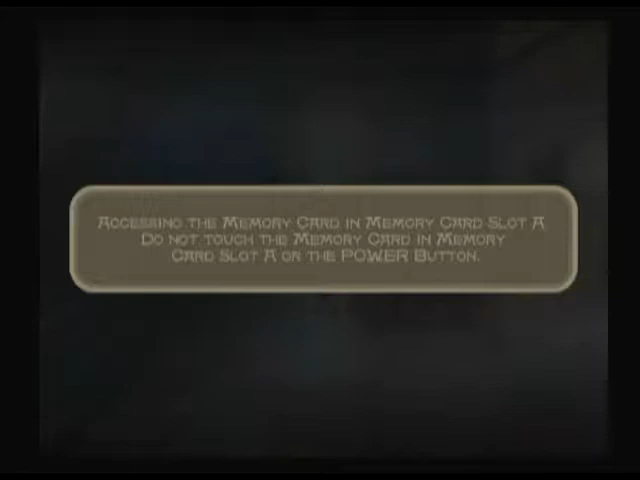 Accessing the Memory Card in Memory Card Slot A
Do not touch the Memory Card in Memory
Card Slot A or the POWER Button.